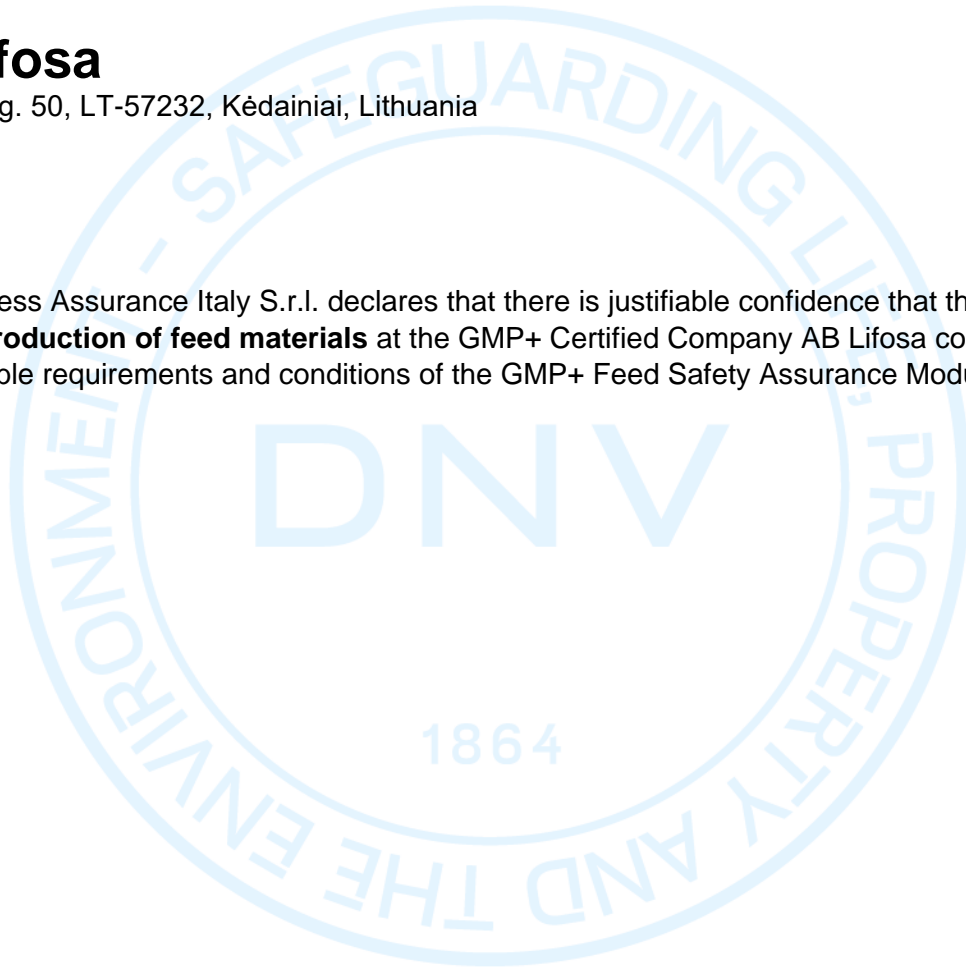 fosa
g. 50, LT-57232, Kėdainiai, Lithuania
ess Assurance Italy S.r.l. declares that there is justifiable confidence that th
roduction of feed materials at the GMP+ Certified Company AB Lifosa co
ble requirements and conditions of the GMP+ Feed Safety Assurance Modu
SAFEGUARDING LIFE, PROPERTY AND THE ENVIRONMENT -
DNV
1864